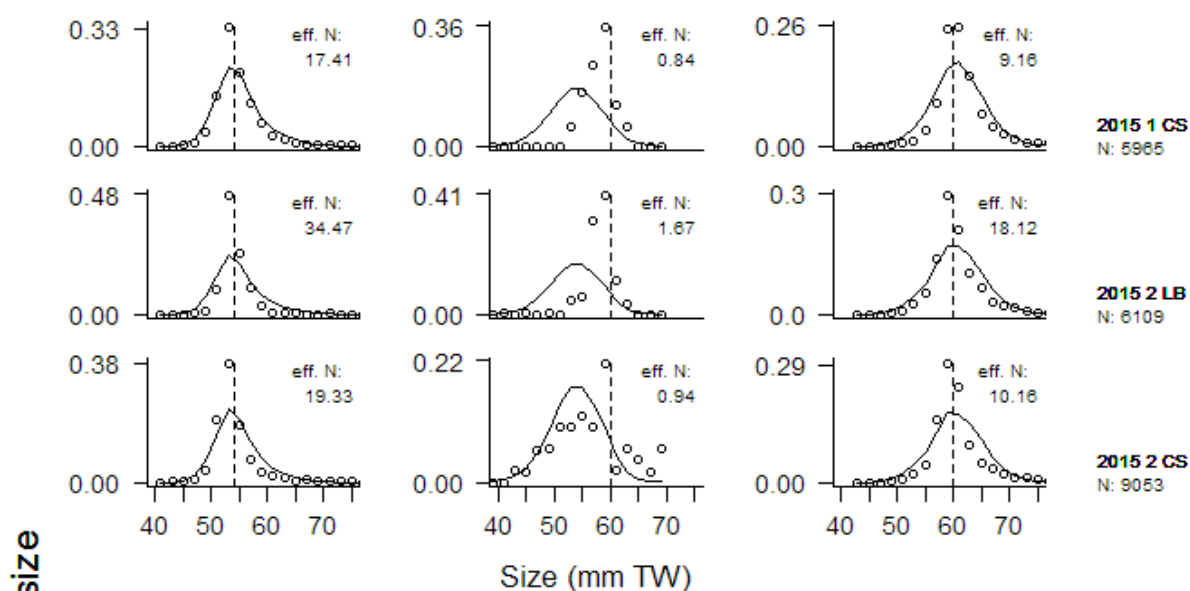 0.33
eff. N:
17.41
0.00
0.36
eff. N:
0.84
0.00
0.26
eff. N:
9.16
0.00
2015 1 CS
N: 5965
0.48
eff. N:
34.47
0.00
0.41
eff. N:
1.67
0.00
0.3
eff. N:
18.12
0.0
2015 2 LB
N: 6109
0.38
eff. N:
19.33
0.00
0.22
eff. N:
0.94
0.00
0.29
eff. N:
10.16
0.00
2015 2 CS
N: 9053
40 50 60 70
40 50 60 70
40 50 60 70
Size (mm TW)
size